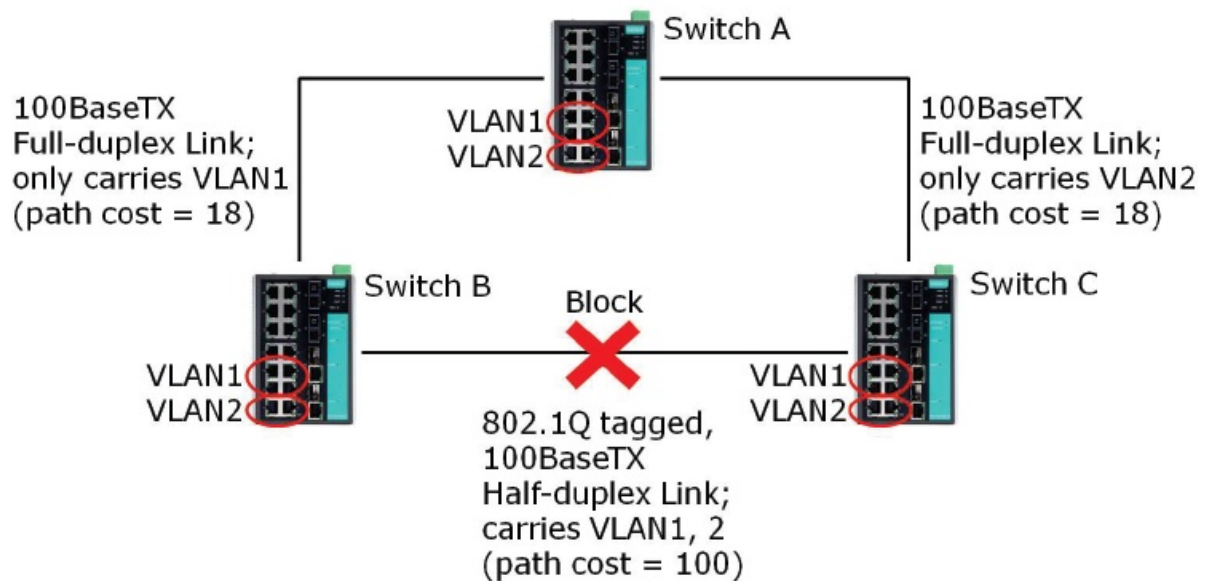 Switch A
100BaseTX
Full-duplex Link;
only carries VLAN1
(path cost = 18)
VLAN1
VLAN2
100BaseTX
Full-duplex Link;
only carries VLAN2
(path cost = 18)
Switch B
VLAN1
VLAN2
Block
Switch C
VLAN1
VLAN2
802.1Q tagged,
100BaseTX
Half-duplex Link;
carries VLAN1, 2
(path cost = 100)